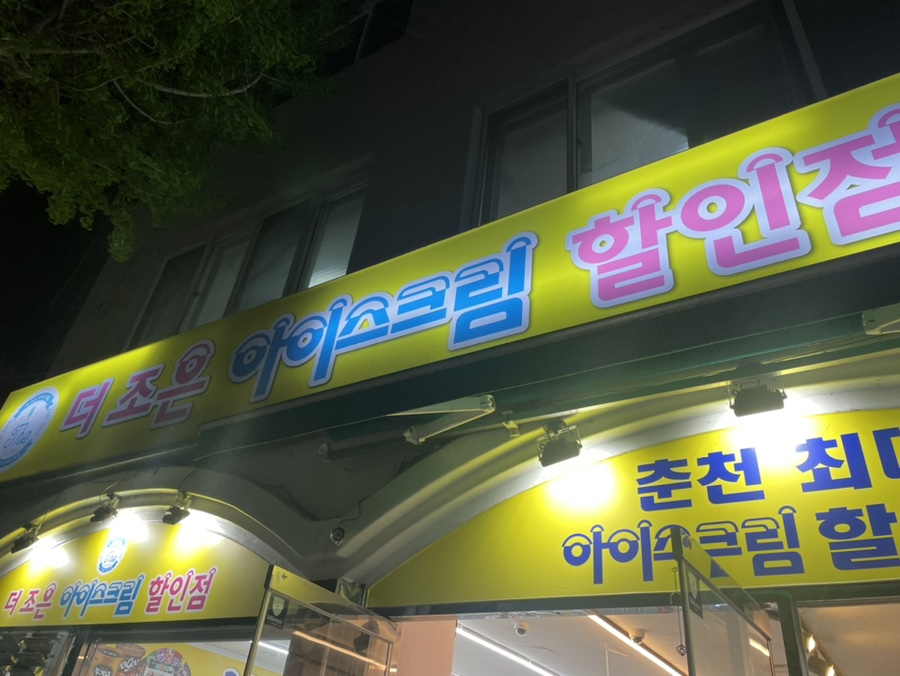 더 조은 아이스크림 할인점
춘천 최
아이스크림 할
더 조은 아이스크림 할인점